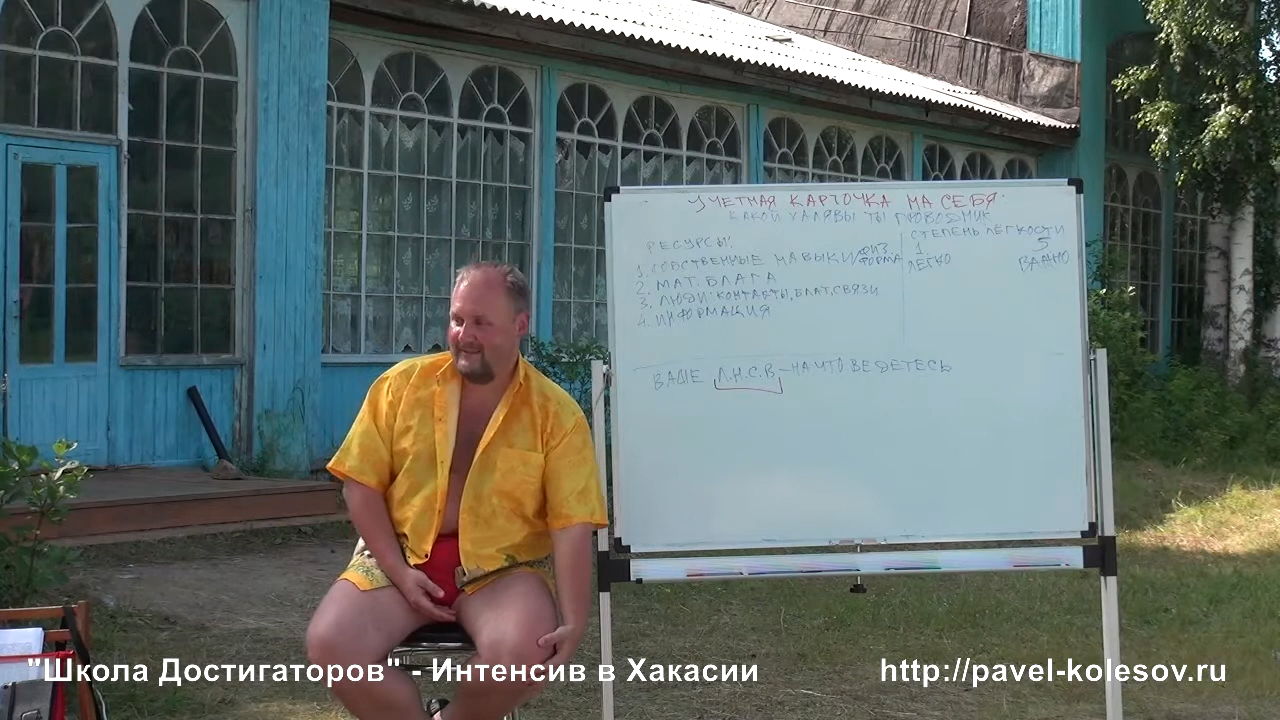 УЧЕТНАЯ КАРТОЧКА НА СЕБЯ:
КАКОЙ ХАЛЯВЫ ТЫ ПРОВОДНИК
РЕСУРСЫ:
1. СОБСТВЕННЫЕ НАВЫКИ/ФИЗ. ФОРМА
2. МАТ. БЛАГА
3. ЛЮДИ: КОНТАКТЫ, БЛАТ, СВЯЗИ
4. ИНФОРМАЦИЯ
СТЕПЕНЬ ЛЕГКОСТИ
1 5
ЛЕГКО
ВАШЕ Л.Н.С.В – НА ЧТО ВЕДЕТЕСЬ
"Школа Достигаторов" - Интенсив в Хакасии http://pavel-kolesov.ru